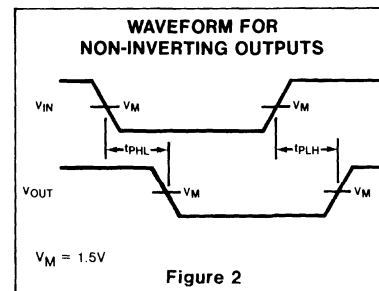 WAVEFORM FOR
NON-INVERTING OUTPUTS
VIN
VM
VM
tPHL
tPLH
VOUT
VM
VM
VM = 1.5V
Figure 2